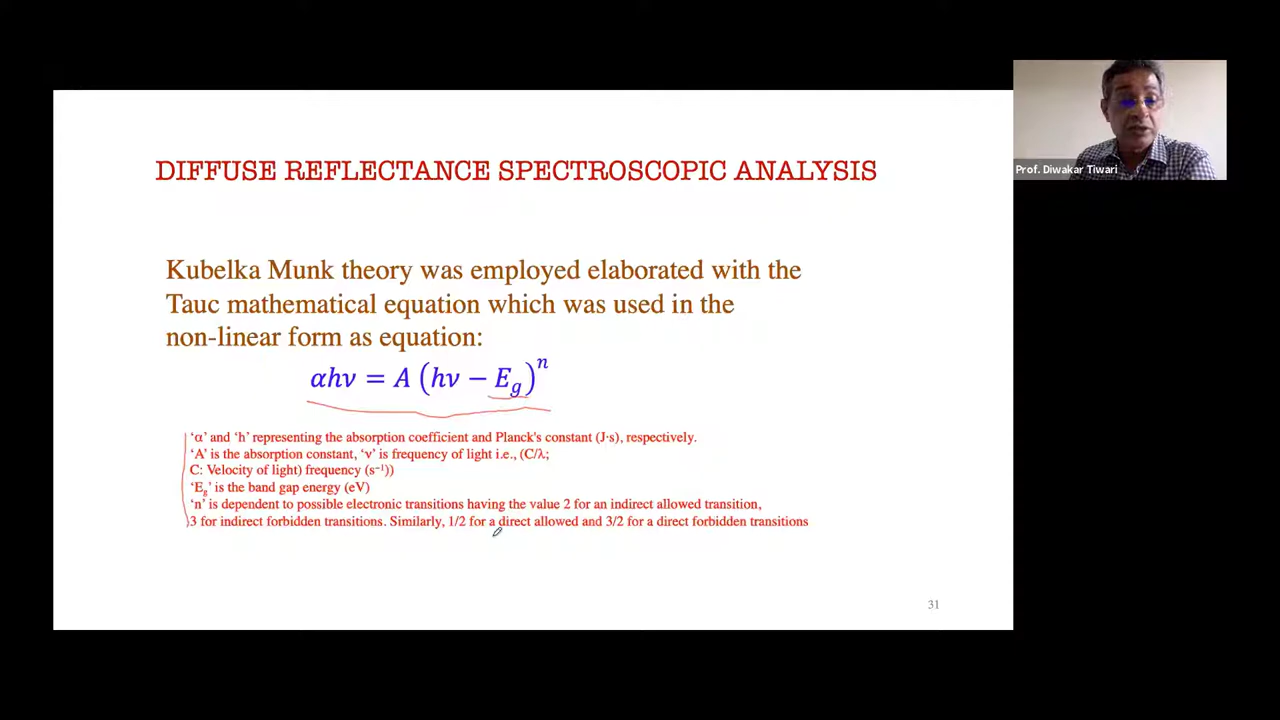 DIFFUSE REFLECTANCE SPECTROSCOPIC ANALYSIS
Prof. Diwakar Tiwari
Kubelka Munk theory was employed elaborated with the
Tauc mathematical equation which was used in the
non-linear form as equation:
αhν = A (hν − E_g)^n
‘α’ and ‘h’ representing the absorption coefficient and Planck's constant (J·s), respectively.
‘A’ is the absorption constant, ‘ν’ is frequency of light i.e., (C/λ;
C: Velocity of light) frequency (s⁻¹))
‘E_g’ is the band gap energy (eV)
‘n’ is dependent to possible electronic transitions having the value 2 for an indirect allowed transition,
3 for indirect forbidden transitions. Similarly, 1/2 for a direct allowed and 3/2 for a direct forbidden transitions
31